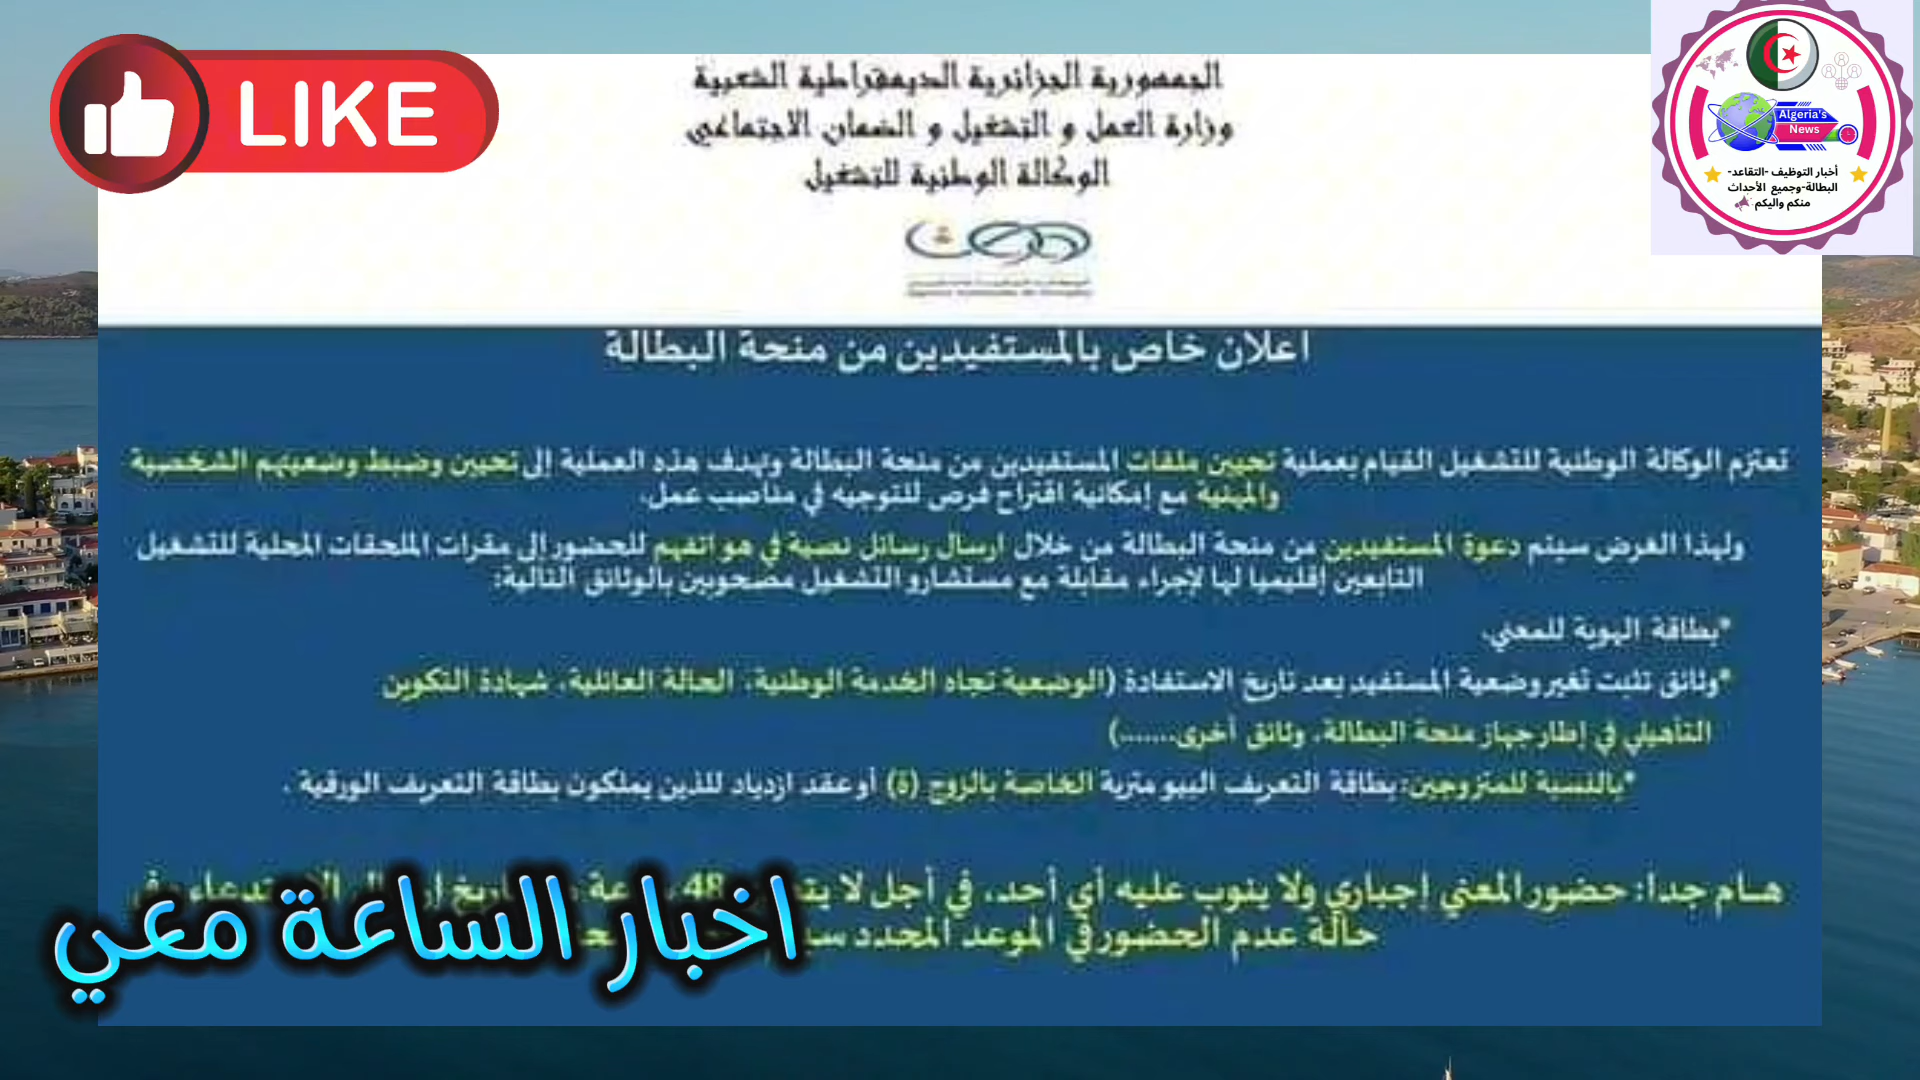 LIKE
الجمهورية الجزائرية الديمقراطية الشعبية
وزارة العمل و التشغيل و الضمان الاجتماعي
الوكالة الوطنية للتشغيل
Algeria's
News
أخبار التوظيف -التقاعد-
البطالة-وجميع الأحداث
منكم واليكم
اعلان خاص بالمستفيدين من منحة البطالة
تعتزم الوكالة الوطنية للتشغيل القيام بعملية تحيين ملفات المستفيدين من منحة البطالة وتهدف هذه العملية إلى تحيين وضبط وضعيتهم الشخصية
والمهنية مع إمكانية اقتراح فرص للتوجيه في مناصب عمل.
ولهذا الغرض سيتم دعوة المستفيدين من منحة البطالة من خلال ارسال رسائل نصية في هواتفهم للحضور إلى مقرات الملحقات المحلية للتشغيل
التابعين إقليميا لها لإجراء مقابلة مع مستشارو التشغيل مصحوبين بالوثائق التالية:
*بطاقة الهوية للمعني.
*وثائق تثبت تغير وضعية المستفيد بعد تاريخ الاستفادة (الوضعية تجاه الخدمة الوطنية، الحالة العائلية، شهادة التكوين
التأهيلي في إطار جهاز منحة البطالة، وثائق أخرى.......)
*بالنسبة للمتزوجين: بطاقة التعريف البيومترية الخاصة بالزوج (ة) أو عقد ازدياد للذين يملكون بطاقة التعريف الورقية .
هـام جدا: حضور المعني إجباري ولا ينوب عليه أي أحد، في أجل لا 48
حالة عدم الحضور في الموعد المحدد
اخبار الساعة معي